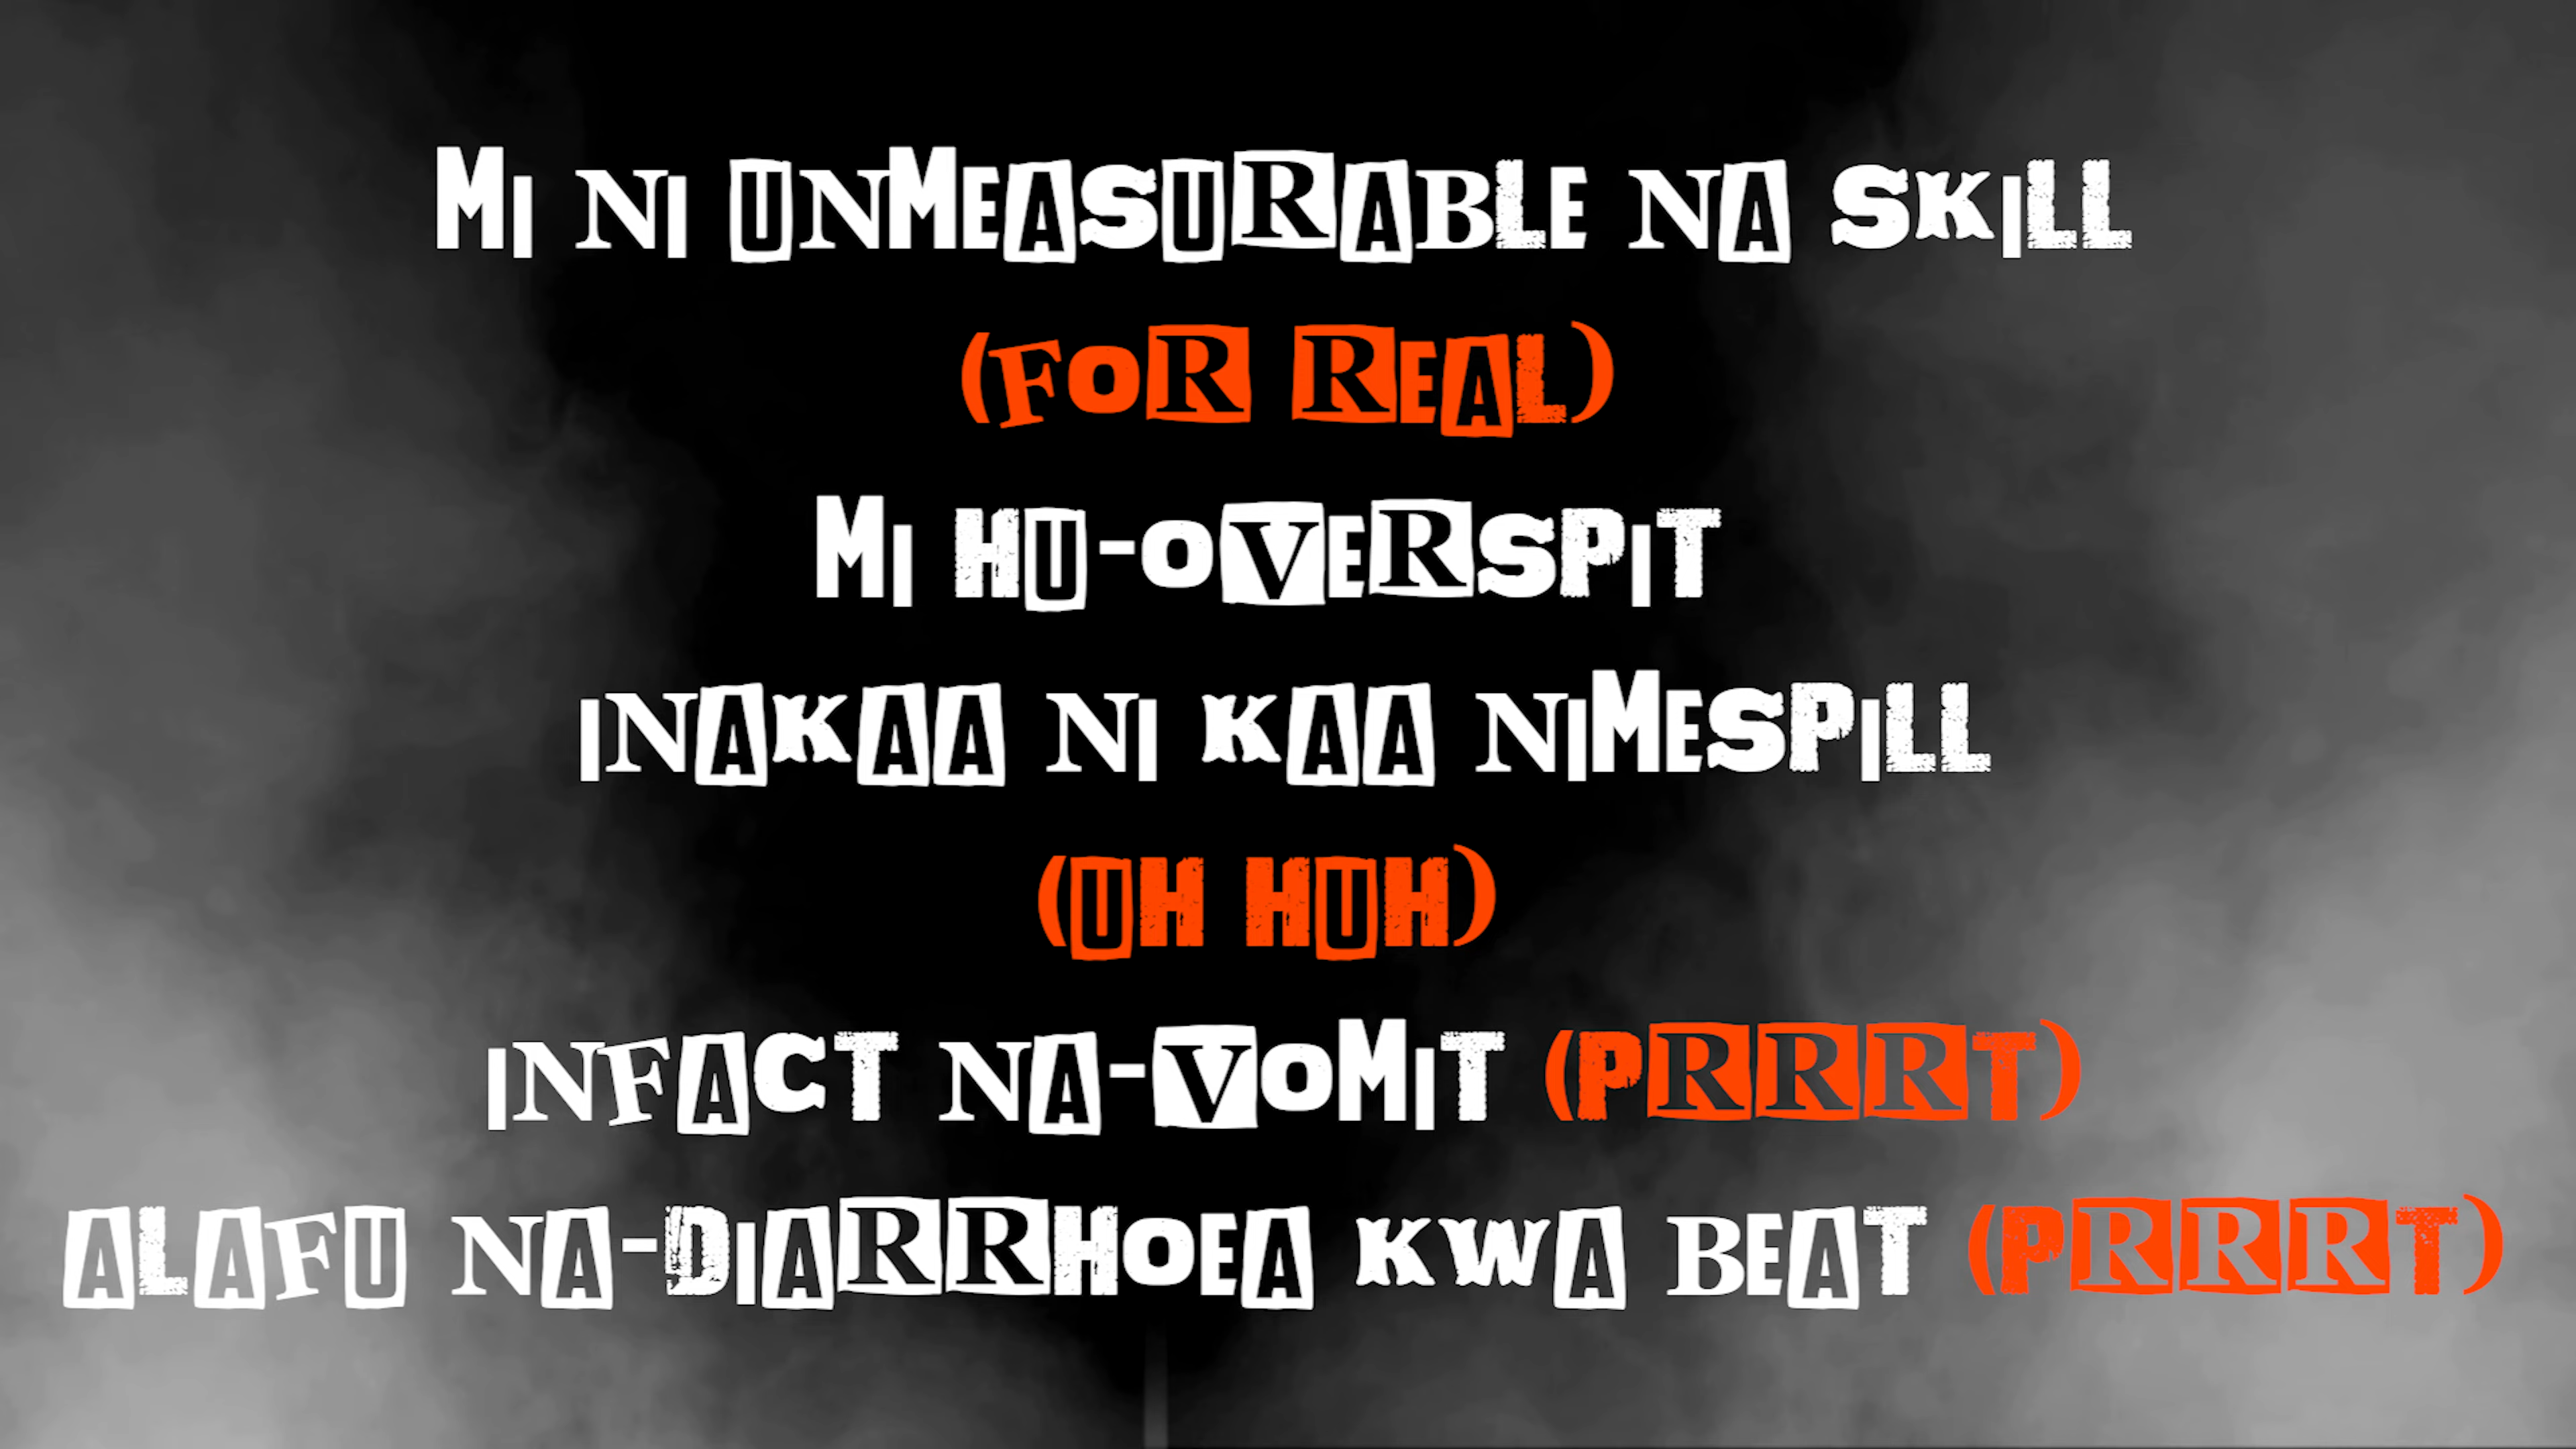 Mi ni unmeasurable na skill
(For real)
Mi hu-overspit
inakaa ni kaa nimespill
(uh huh)
infact na-vomit (prrrt)
alafu na-diarrhoea kwa beat (prrrt)